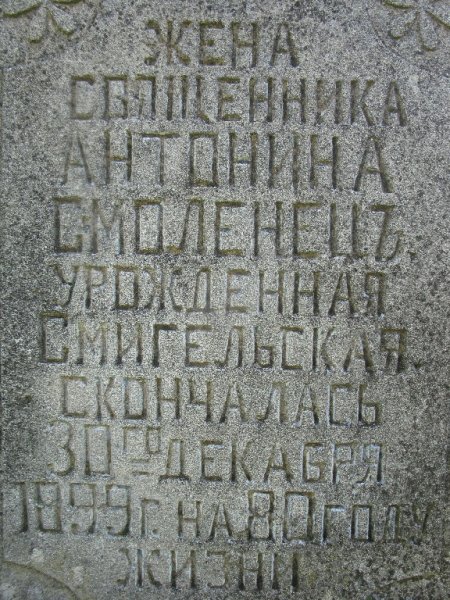 ЖЕНА
СВЯЩЕННИКА
АНТОНИНА
СМОЛЕНЕЦЪ.
УРОЖДЕННАЯ
СМИГЕЛЬСКАЯ.
СКОНЧАЛАСЬ
30ГО ДЕКАБРЯ
1899Г. НА 80 ГОДУ
ЖИЗНИ